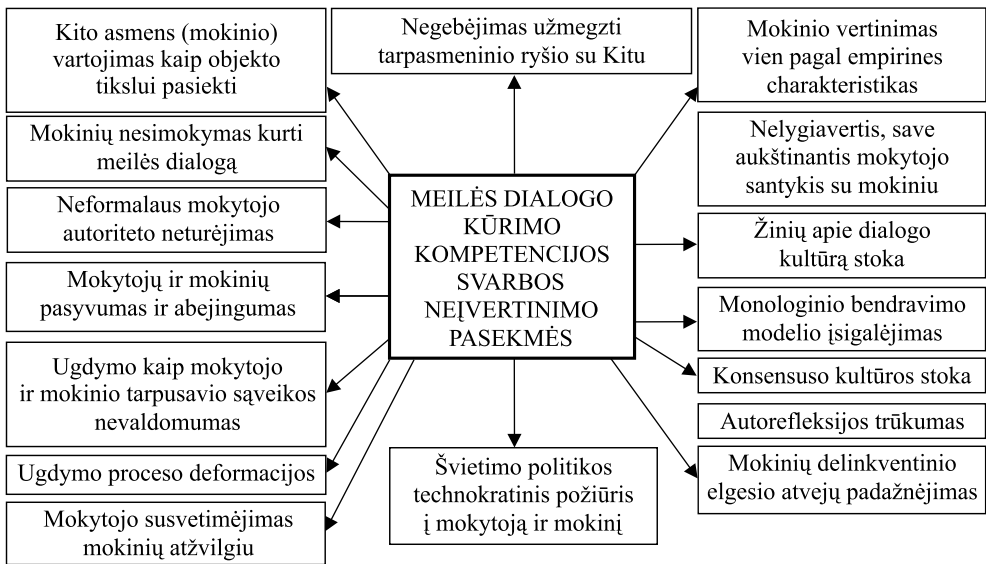 Kito asmens (mokinio)
vartojimas kaip objekto
tikslui pasiekti
Mokinių nesimokymas kurti
meilės dialogą
Neformalaus mokytojo
autoriteto neturėjimas
Mokytojų ir mokinių
pasyvumas ir abejingumas
Ugdymo kaip mokytojo
ir mokinio tarpusavio sąveikos
nevaldomumas
Ugdymo proceso deformacijos
Mokytojo susvetimėjimas
mokinių atžvilgiu
Negebėjimas užmegzti
tarpasmeninio ryšio su Kitu
MEILĖS DIALOGO
KŪRIMO
KOMPETENCIJOS
SVARBOS
NEĮVERTINIMO
PASEKMĖS
Švietimo politikos
technokratinis požiūris
į mokytoją ir mokinį
Mokinio vertinimas
vien pagal empirines
charakteristikas
Nelygiavertis, save
aukštinantis mokytojo
santykis su mokiniu
Žinių apie dialogo
kultūrą stoka
Monologinio bendravimo
modelio įsigalėjimas
Konsensuso kultūros stoka
Autorefleksijos trūkumas
Mokinių delinkventinio
elgesio atvejų padažnėjimas